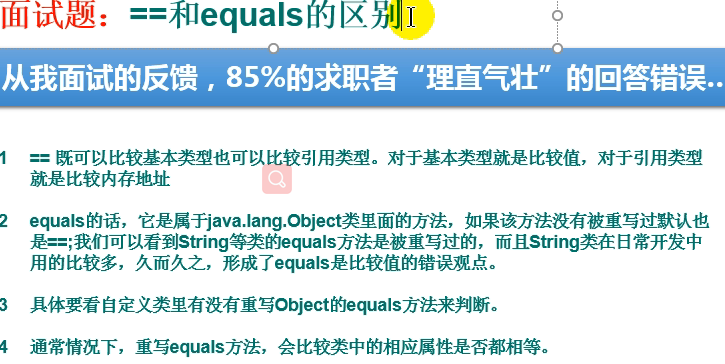 面试题：==和equals的区别
从我面试的反馈，85%的求职者“理直气壮”的回答错误...
1 == 既可以比较基本类型也可以比较引用类型。对于基本类型就是比较值，对于引用类型
就是比较内存地址
2 equals的话，它是属于java.lang.Object类里面的方法，如果该方法没有被重写过默认也
是==;我们可以看到String等类的equals方法是被重写过的，而且String类在日常开发中
用的比较多，久而久之，形成了equals是比较值的错误观点。
3 具体要看自定义类里有没有重写Object的equals方法来判断。
4 通常情况下，重写equals方法，会比较类中的相应属性是否都相等。